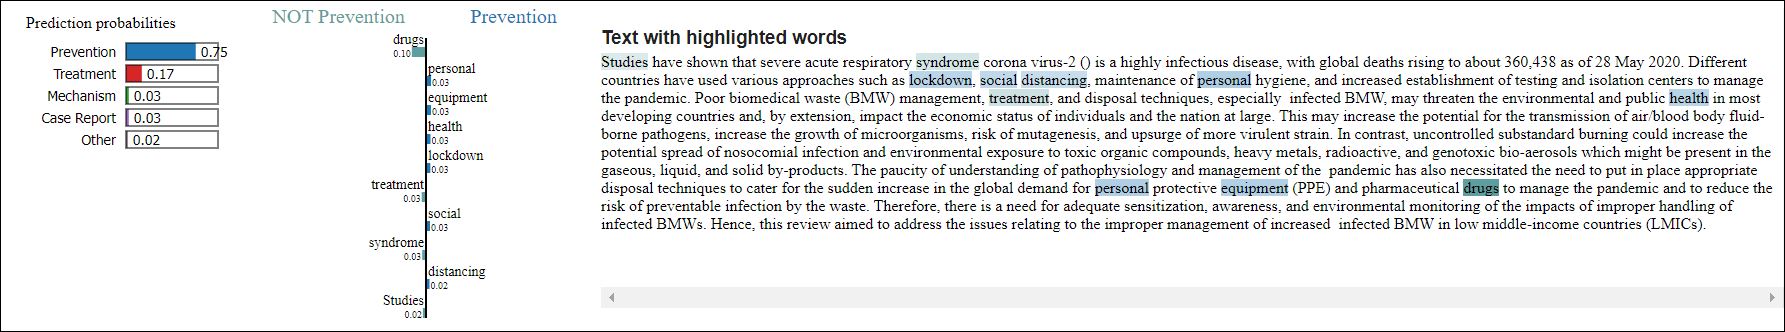 Prediction probabilities
Prevention 0.75
Treatment 0.17
Mechanism 0.03
Case Report 0.03
Other 0.02
NOT Prevention Prevention
drugs
0.10
personal
0.03
equipment
0.03
health
0.03
lockdown
0.03
treatment
0.03
social
0.03
syndrome
0.03
distancing
0.02
Studies
0.02
Text with highlighted words
Studies have shown that severe acute respiratory syndrome corona virus-2 () is a highly infectious disease, with global deaths rising to about 360,438 as of 28 May 2020. Different
countries have used various approaches such as lockdown, social distancing, maintenance of personal hygiene, and increased establishment of testing and isolation centers to manage
the pandemic. Poor biomedical waste (BMW) management, treatment, and disposal techniques, especially infected BMW, may threaten the environmental and public health in most
developing countries and, by extension, impact the economic status of individuals and the nation at large. This may increase the potential for the transmission of air/blood body fluid-
borne pathogens, increase the growth of microorganisms, risk of mutagenesis, and upsurge of more virulent strain. In contrast, uncontrolled substandard burning could increase the
potential spread of nosocomial infection and environmental exposure to toxic organic compounds, heavy metals, radioactive, and genotoxic bio-aerosols which might be present in the
gaseous, liquid, and solid by-products. The paucity of understanding of pathophysiology and management of the pandemic has also necessitated the need to put in place appropriate
disposal techniques to cater for the sudden increase in the global demand for personal protective equipment (PPE) and pharmaceutical drugs to manage the pandemic and to reduce the
risk of preventable infection by the waste. Therefore, there is a need for adequate sensitization, awareness, and environmental monitoring of the impacts of improper handling of
infected BMWs. Hence, this review aimed to address the issues relating to the improper management of increased infected BMW in low middle-income countries (LMICs).